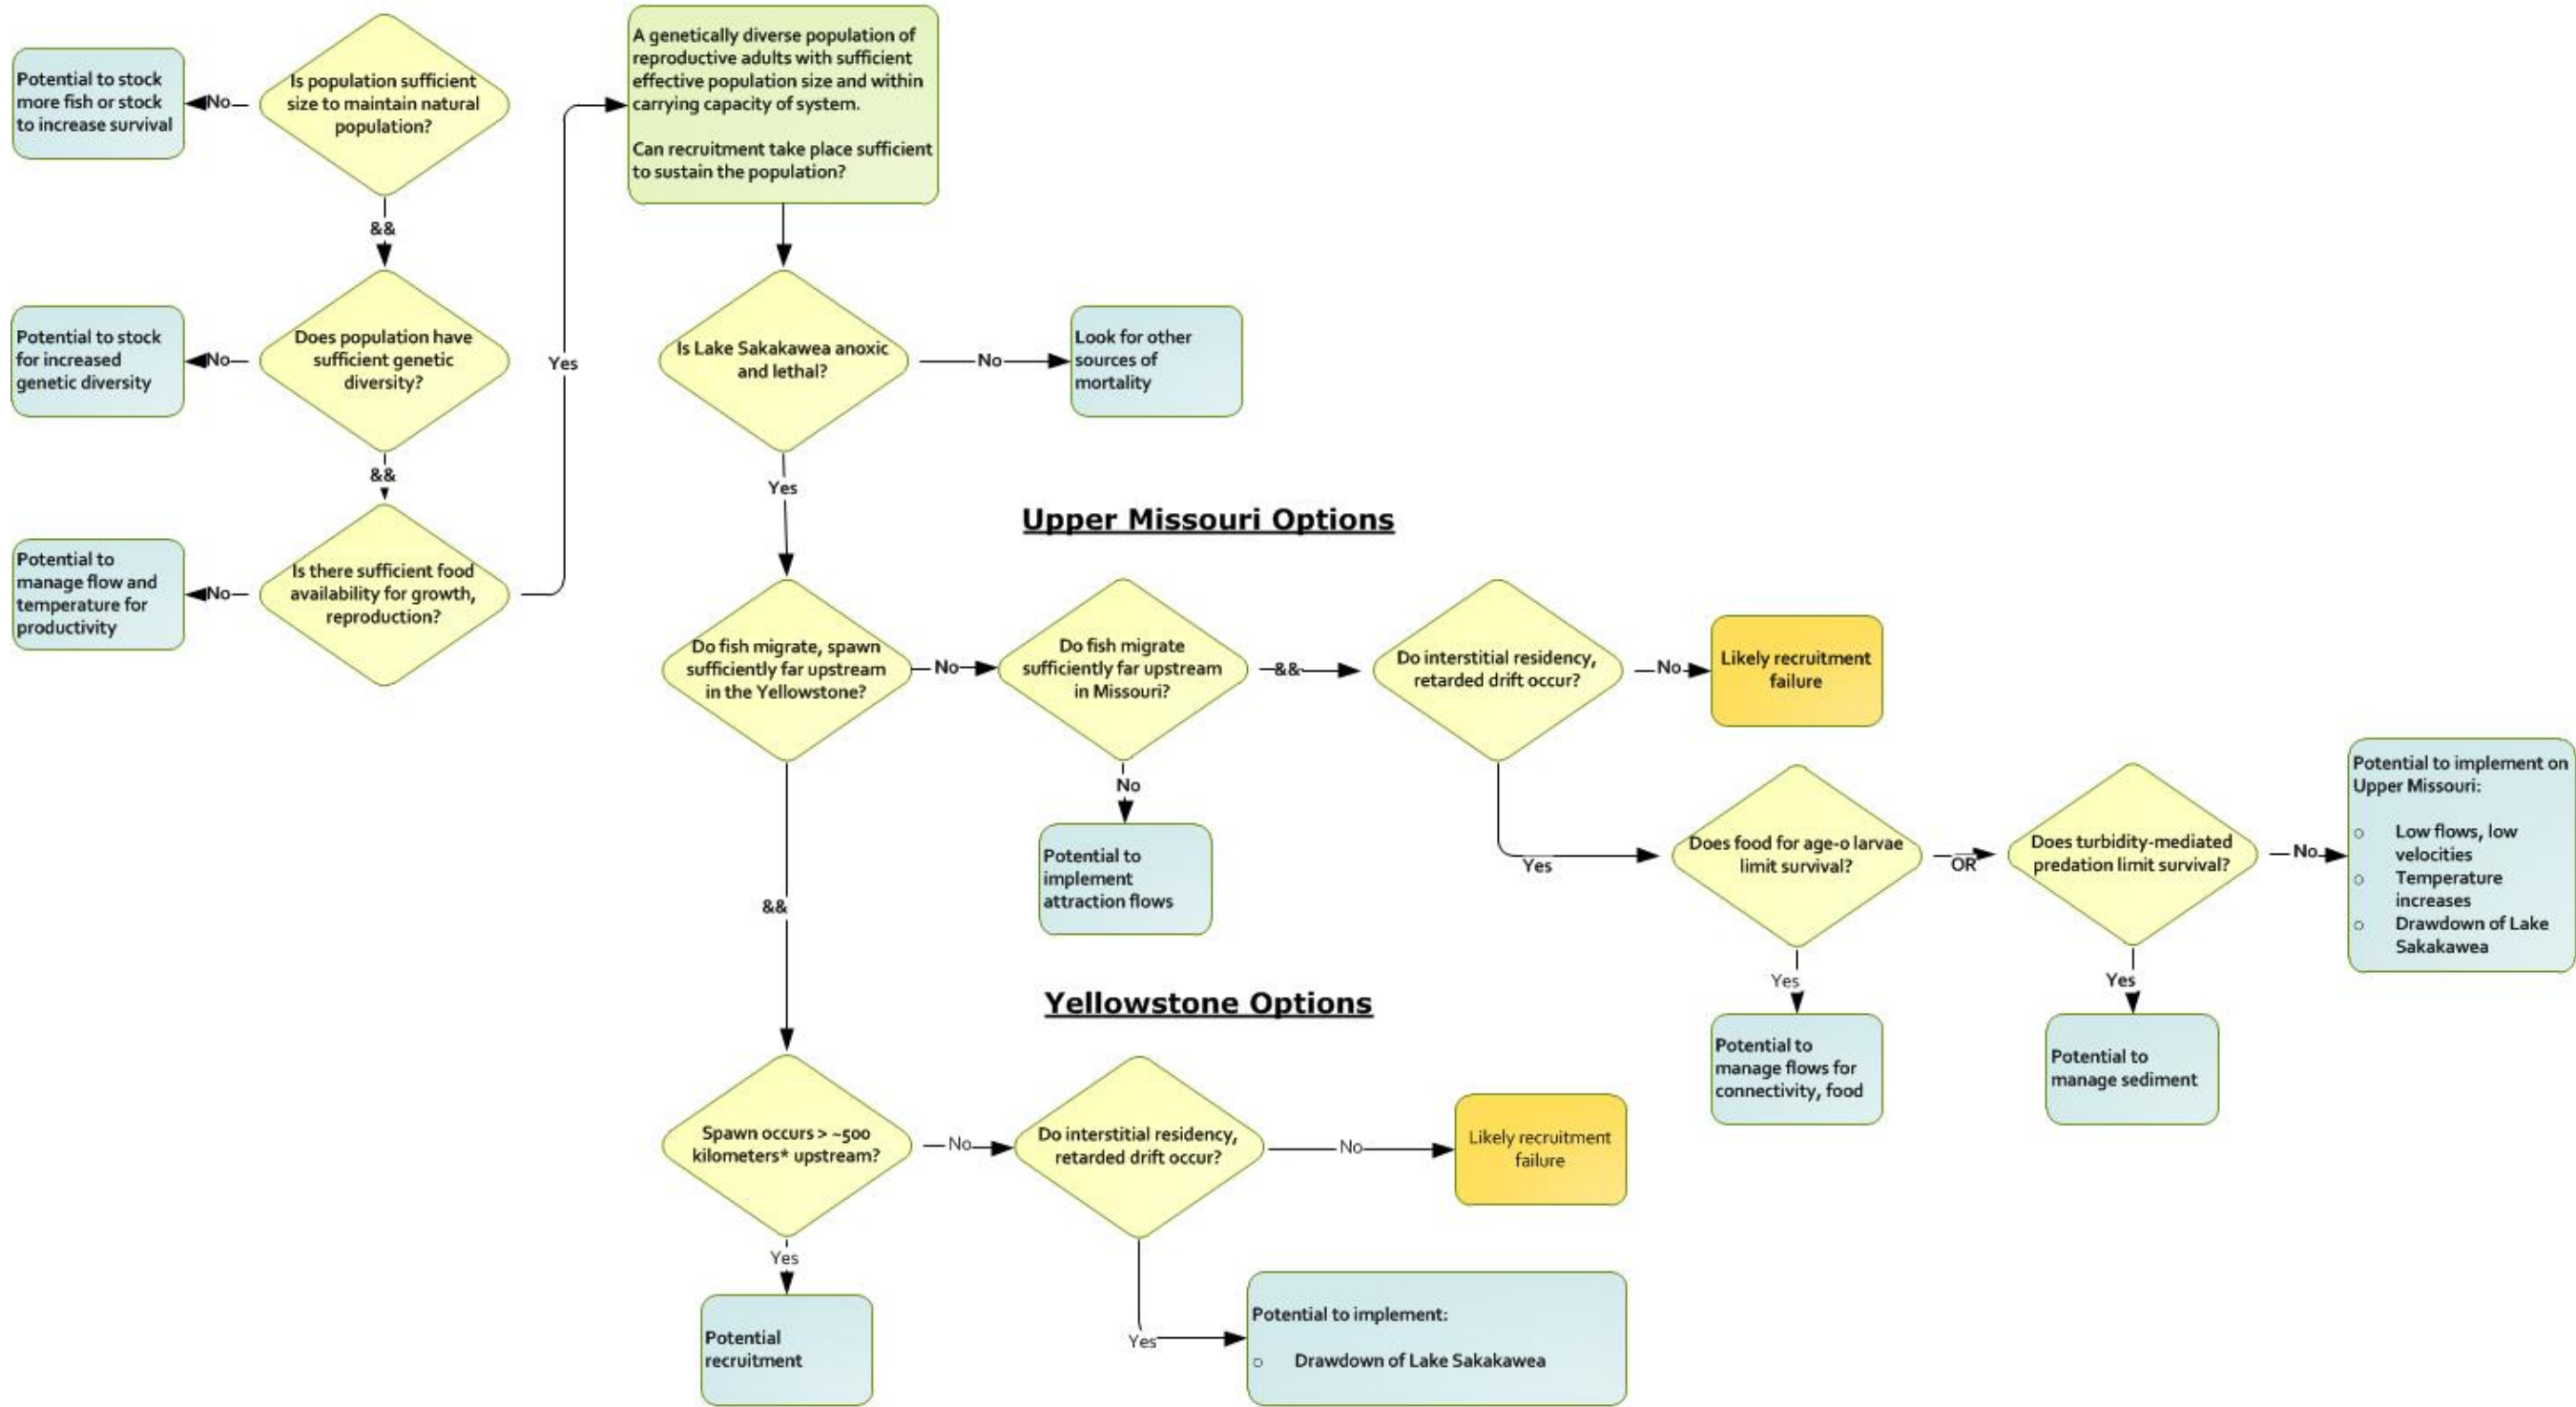 Potential to stock
more fish or stock
to increase survival
No
Is population sufficient
size to maintain natural
population?
&&
Potential to stock
for increased
genetic diversity
No
Does population have
sufficient genetic
diversity?
&&
Potential to
manage flow and
temperature for
productivity
No
Is there sufficient food
availability for growth,
reproduction?
Yes
A genetically diverse population of
reproductive adults with sufficient
effective population size and within
carrying capacity of system.
Can recruitment take place sufficient
to sustain the population?
Is Lake Sakakawea anoxic
and lethal?
No
Look for other
sources of
mortality
Yes
Upper Missouri Options
Do fish migrate, spawn
sufficiently far upstream
in the Yellowstone?
No
Do fish migrate
sufficiently far upstream
in Missouri?
&&
Do interstitial residency,
retarded drift occur?
No
Likely recruitment
failure
No
Potential to
implement
attraction flows
Yes
Does food for age-0 larvae
limit survival?
OR
Does turbidity-mediated
predation limit survival?
No
Potential to implement on
Upper Missouri:
○ Low flows, low
velocities
○ Temperature
increases
○ Drawdown of Lake
Sakakawea
Yes
Potential to
manage flows for
connectivity, food
Yes
Potential to
manage sediment
&&
Yellowstone Options
Spawn occurs > ~500
kilometers* upstream?
No
Do interstitial residency,
retarded drift occur?
No
Likely recruitment
failure
Yes
Potential
recruitment
Yes
Potential to implement:
○ Drawdown of Lake Sakakawea